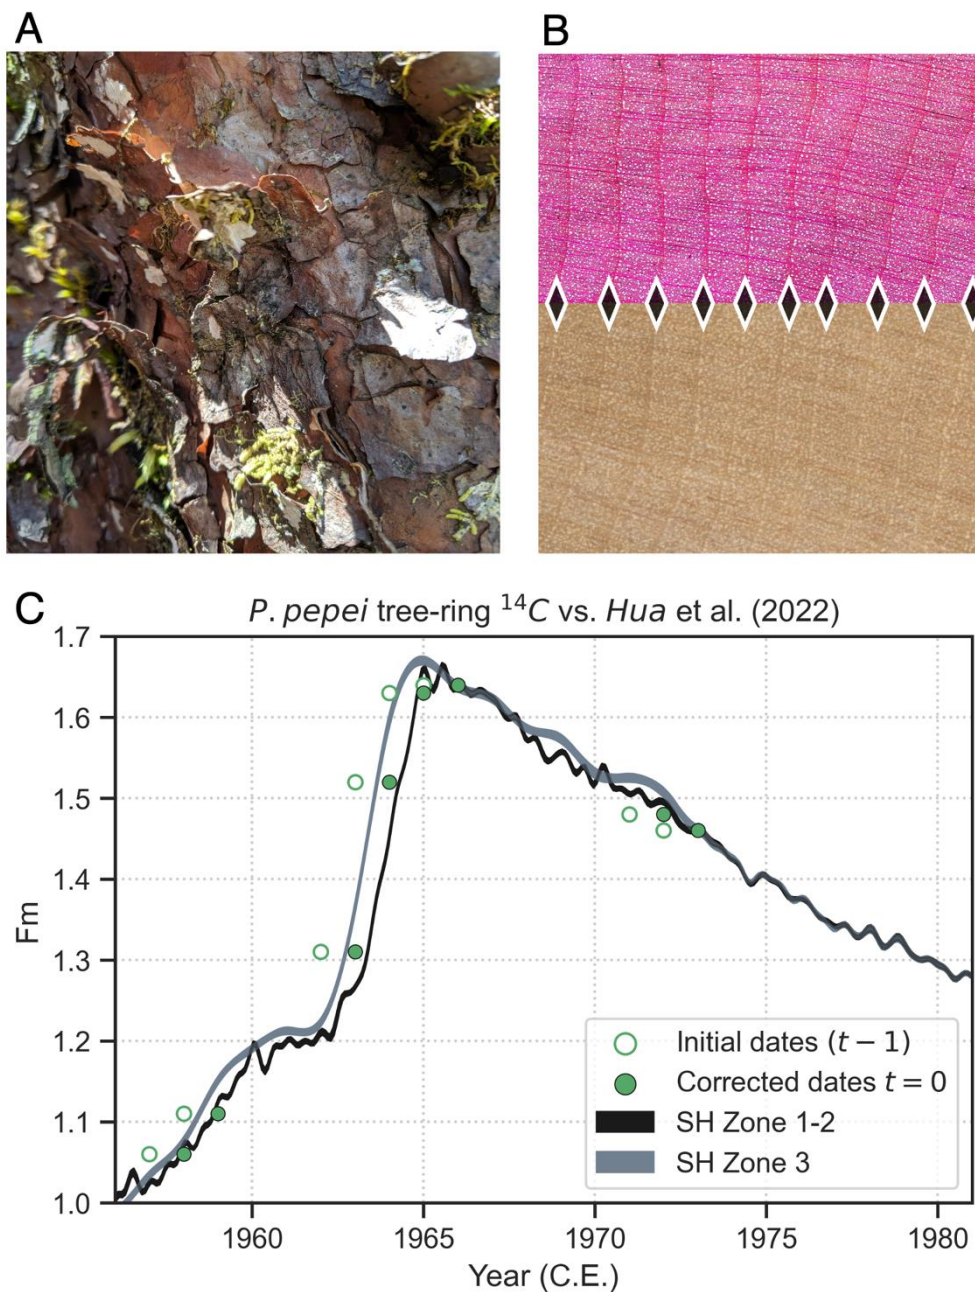 A
B
C
P. pepei tree-ring ¹⁴C vs. Hua et al. (2022)
1.7
1.6
1.5
1.4
1.3
1.2
1.1
1.0
Fm
Initial dates (t − 1)
Corrected dates t = 0
SH Zone 1-2
SH Zone 3
1960 1965 1970 1975 1980
Year (C.E.)